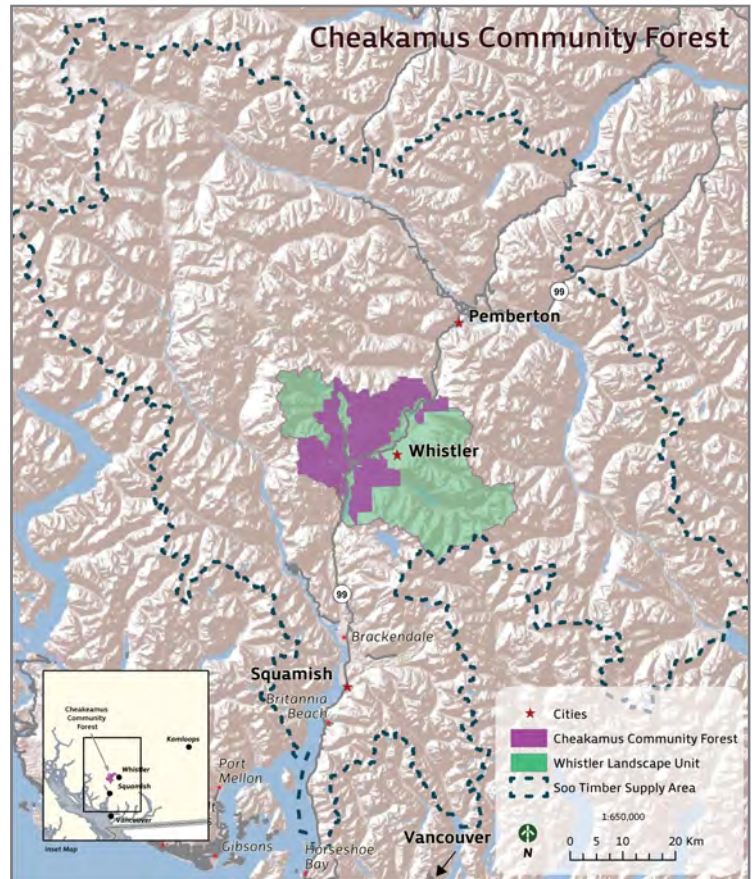 Cheakamus Community Forest
99
Pemberton
Whistler
99
Brackendale
Squamish
Britannia
Beach
Port
Mellon
Gibsons
Horseshoe
Bay
Vancouver
Cheakeamus
Community
Forest
Kamloops
Whistler
Squamish
Vancouver
Inset Map
Cities
Cheakamus Community Forest
Whistler Landscape Unit
Soo Timber Supply Area
1:650,000
N
0 5 10 20 Km